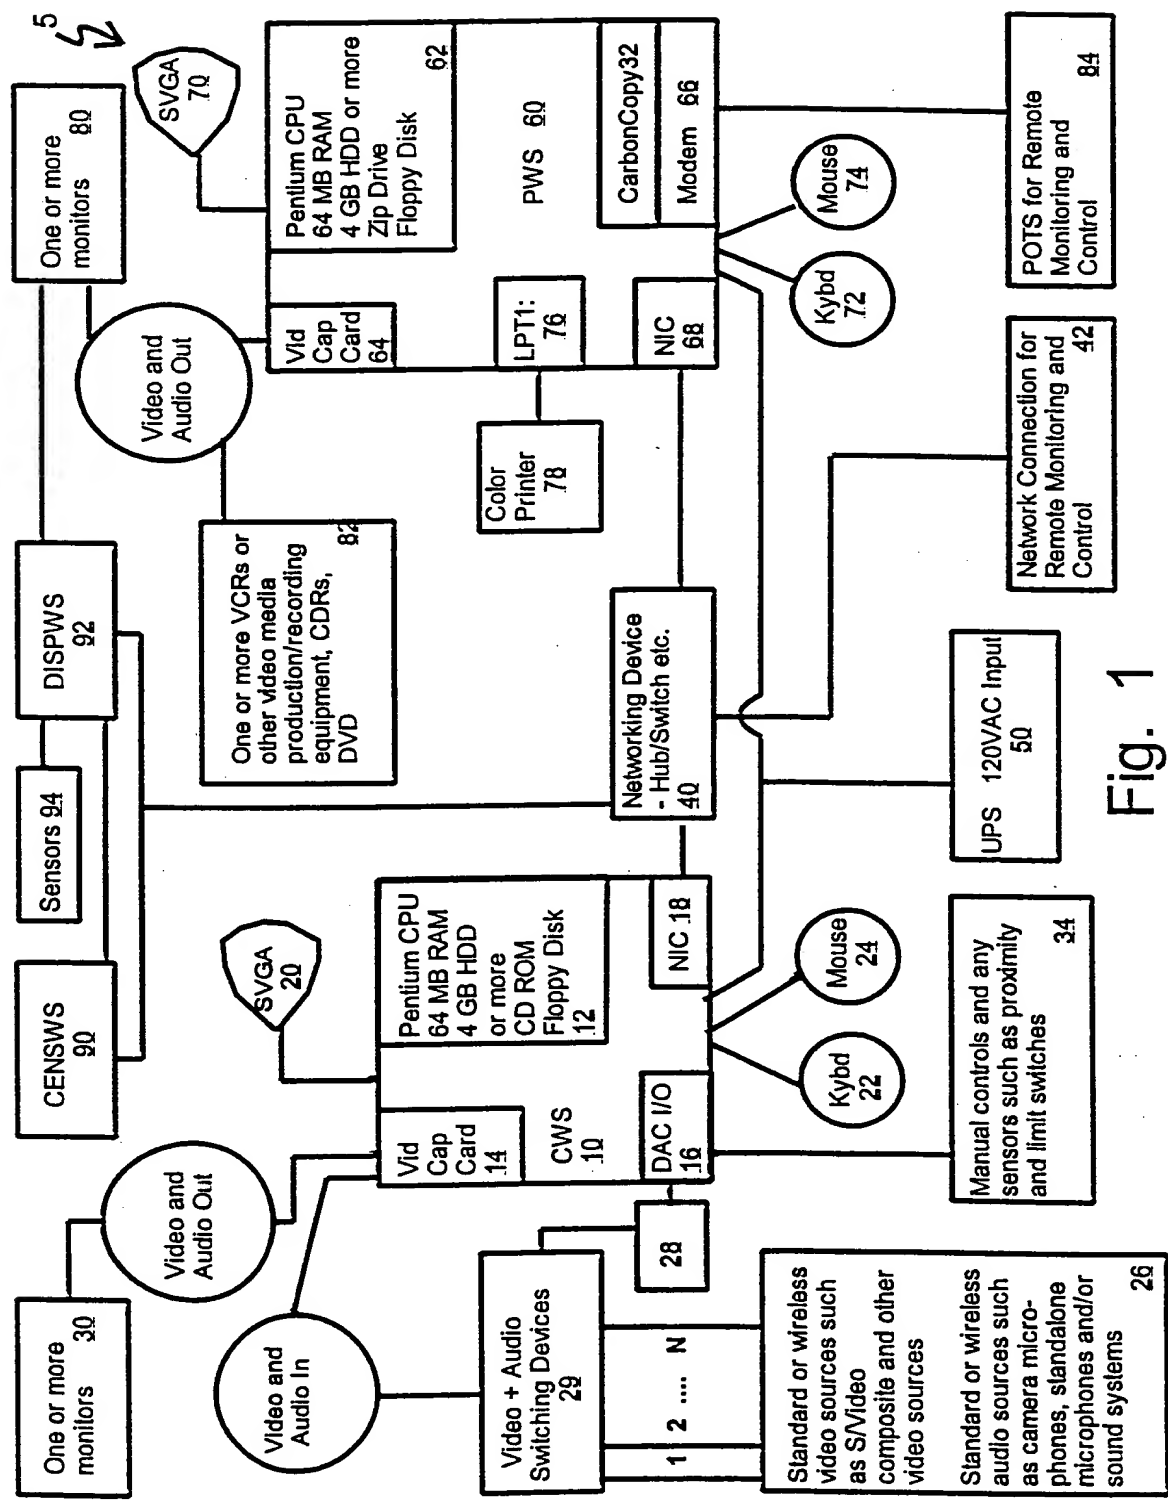 5
One or more
monitors 30
Video and
Audio Out
Video and
Audio In
CENSWS
90
Sensors 94
DISPWS
92
One or more
monitors 80
Video and
Audio Out
One or more VCRs or
other video media
production/recording
equipment, CDRs,
DVD 82
SVGA
20
SVGA
70
Vid
Cap
Card
14
Pentium CPU
64 MB RAM
4 GB HDD
or more
CD ROM
Floppy Disk
12
CWS
10
DAC I/O
16
NIC 18
Vid
Cap
Card
64
Pentium CPU
64 MB RAM
4 GB HDD or more
Zip Drive
Floppy Disk 62
PWS 60
LPT1:
76
Color
Printer
78
NIC
68
CarbonCopy32
Modem 66
Video + Audio
Switching Devices
29
28
1 2 .... N
Networking Device
- Hub/Switch etc.
40
Kybd
22
Mouse
24
Kybd
72
Mouse
74
Standard or wireless
video sources such
as S/Video
composite and other
video sources
Standard or wireless
audio sources such
as camera micro-
phones, standalone
microphones and/or
sound systems 26
Manual controls and any
sensors such as proximity
and limit switches
34
UPS 120VAC Input
50
Network Connection for
Remote Monitoring and
Control 42
POTS for Remote
Monitoring and
Control 84
Fig. 1